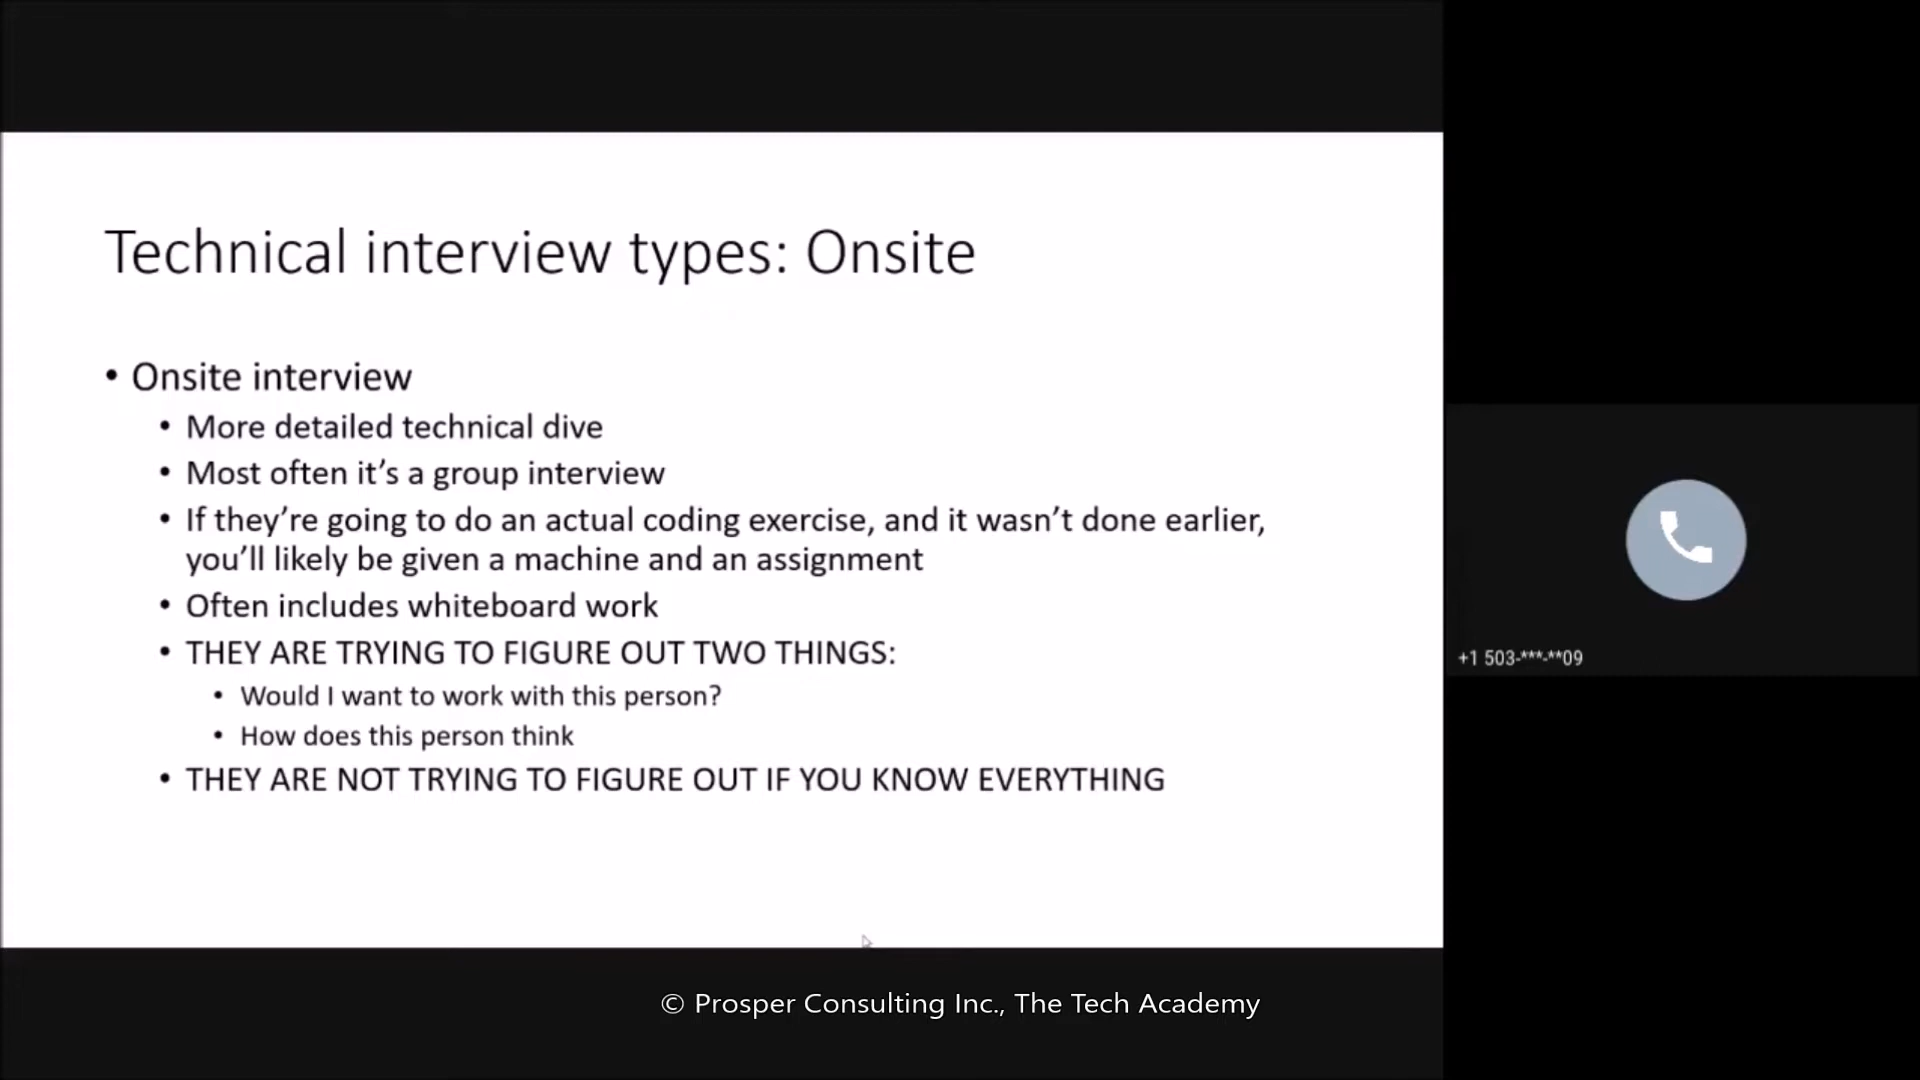 Technical interview types: Onsite
• Onsite interview
• More detailed technical dive
• Most often it's a group interview
• If they're going to do an actual coding exercise, and it wasn't done earlier,
you'll likely be given a machine and an assignment
• Often includes whiteboard work
• THEY ARE TRYING TO FIGURE OUT TWO THINGS:
• Would I want to work with this person?
• How does this person think
• THEY ARE NOT TRYING TO FIGURE OUT IF YOU KNOW EVERYTHING
+1 503-***-**09
© Prosper Consulting Inc., The Tech Academy